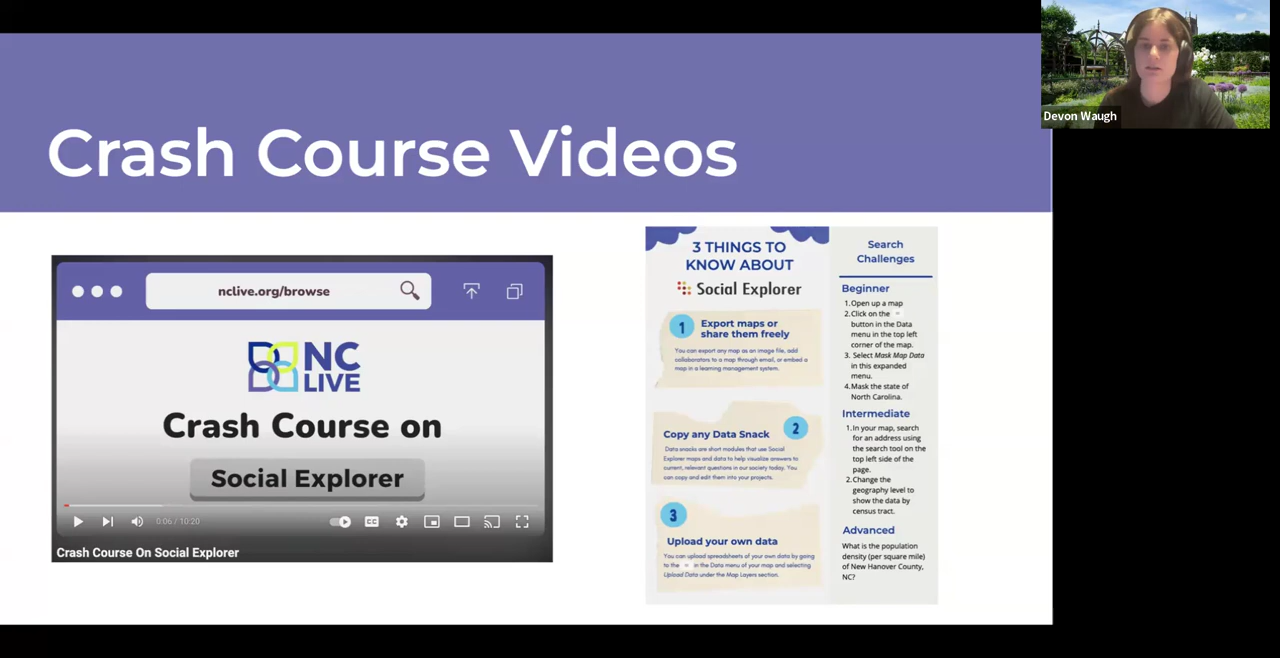 Devon Waugh
Crash Course Videos
nclive.org/browse
NC
LIVE
Crash Course on
Social Explorer
0:06 / 10:20
CC
Crash Course On Social Explorer
3 THINGS TO
KNOW ABOUT
Social Explorer
1
Export maps or
share them freely
You can export any map as an image file, add
collaborators to a map through email, or embed a
map in a learning management system.
Copy any Data Snack
2
Data snacks are short modules that use Social
Explorer maps and data to help visualize answers to
current, relevant questions in our society today. You
can copy and edit them into your projects.
3
Upload your own data
You can upload spreadsheets of your own data by going
to the in the Data menu of your map and selecting
Upload Data under the Map Layers section.
Search
Challenges
Beginner
1. Open up a map
2. Click on the
button in the Data
menu in the top left
corner of the map.
3. Select Mask Map Data
in this expanded
menu.
4. Mask the state of
North Carolina.
Intermediate
1. In your map, search
for an address using
the search tool on the
top left side of the
page.
2. Change the
geography level to
show the data by
census tract.
Advanced
What is the population
density (per square mile)
of New Hanover County,
NC?